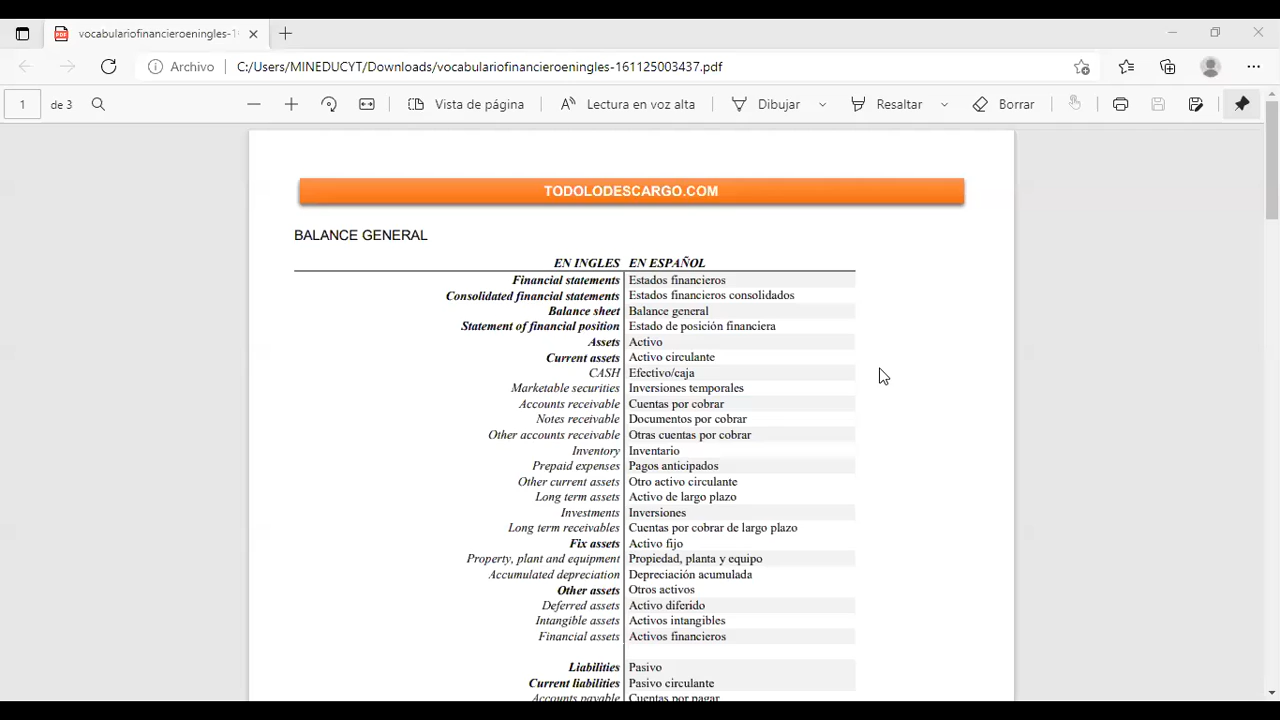 vocabulariofinancieroeningles-1
Archivo C:/Users/MINEDUCYT/Downloads/vocabulariofinancieroeningles-161125003437.pdf
1 de 3 Vista de página Lectura en voz alta Dibujar Resaltar Borrar
TODOLODESCARGO.COM
BALANCE GENERAL
EN INGLES EN ESPAÑOL
Financial statements Estados financieros
Consolidated financial statements Estados financieros consolidados
Balance sheet Balance general
Statement of financial position Estado de posición financiera
Assets Activo
Current assets Activo circulante
CASH Efectivo/caja
Marketable securities Inversiones temporales
Accounts receivable Cuentas por cobrar
Notes receivable Documentos por cobrar
Other accounts receivable Otras cuentas por cobrar
Inventory Inventario
Prepaid expenses Pagos anticipados
Other current assets Otro activo circulante
Long term assets Activo de largo plazo
Investments Inversiones
Long term receivables Cuentas por cobrar de largo plazo
Fix assets Activo fijo
Property, plant and equipment Propiedad, planta y equipo
Accumulated depreciation Depreciación acumulada
Other assets Otros activos
Deferred assets Activo diferido
Intangible assets Activos intangibles
Financial assets Activos financieros
Liabilities Pasivo
Current liabilities Pasivo circulante
Accounts payable Cuentas por pagar